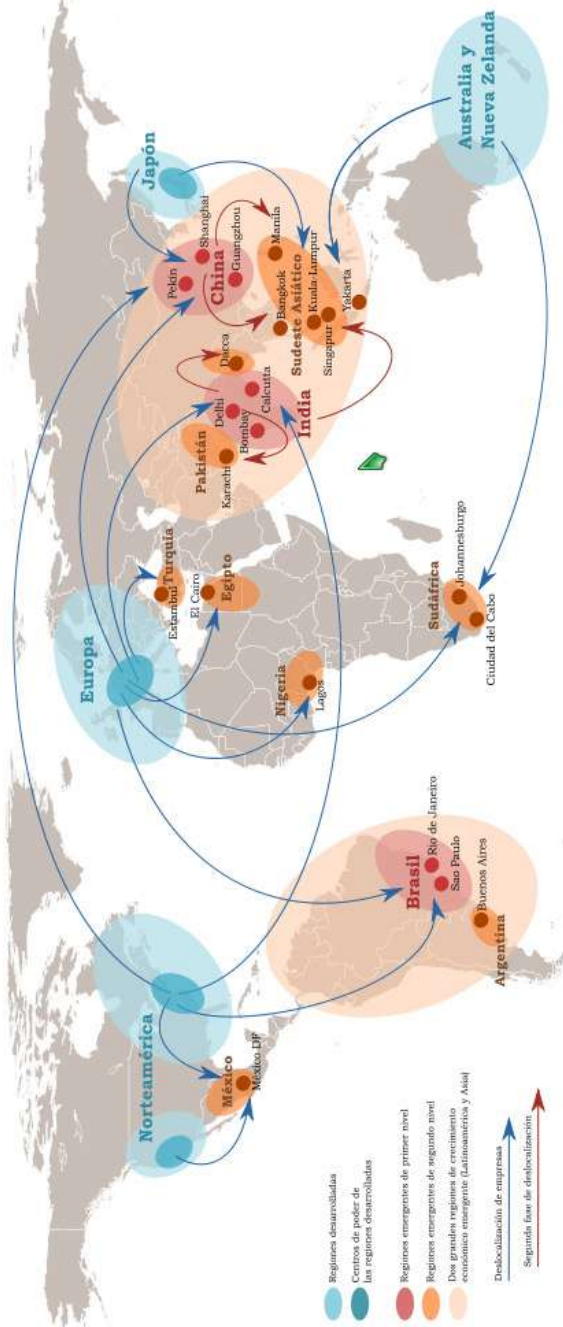 Norteamérica
México
México DF
Brasil
Rio de Janeiro
Sao Paulo
Argentina
Buenos Aires
Europa
Estambul
Turquía
El Cairo
Egipto
Nigeria
Lagos
Sudáfrica
Johannesburgo
Ciudad del Cabo
Pakistán
Karachi
Delhi
Bombay
Calcutta
India
Dacca
Pekín
Shanghai
China
Guangzhou
Japón
Manila
Bangkok
Sudeste Asiático
Kuala-Lumpur
Singapur
Yakarta
Australia y
Nueva Zelanda
Regiones desarrolladas
Centros de poder de
las regiones desarrolladas
Regiones emergentes de primer nivel
Regiones emergentes de segundo nivel
Dos grandes regiones de crecimiento
económico emergente (Latinoamérica y Asia)
Deslocalización de empresas
Segunda fase de deslocalización